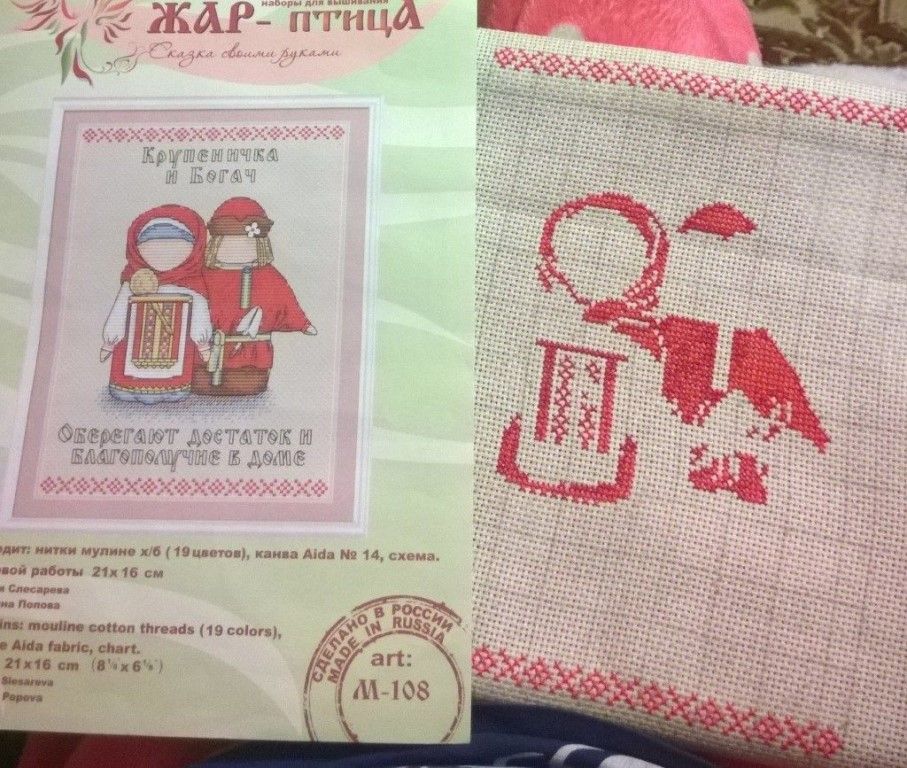 наборы для вышивания
ЖАР-ПТИЦА
Сказка своими руками
Крупеничка
и Богач
Оберегают достаток и
благополучие в доме
нитки мулине х/б (19 цветов), канва Aida № 14, схема.
работы 21х16 см
Слесарева
Попова
mouline cotton threads (19 colors),
Aida fabric, chart.
21x16 cm
Slesareva
Popova
СДЕЛАНО В РОССИИ
MADE IN RUSSIA
art:
М-108